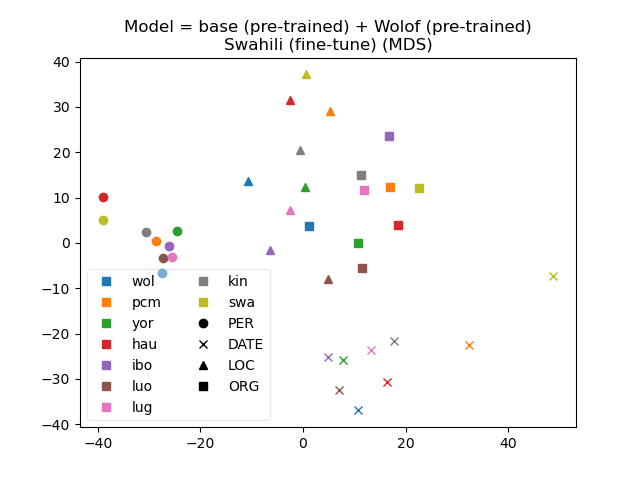 Model = base (pre-trained) + Wolof (pre-trained)
Swahili (fine-tune) (MDS)
40
30
20
10
0
−10
−20
−30
−40
wol kin
pcm swa
yor PER
hau DATE
ibo LOC
luo ORG
lug
−40 −20 0 20 40